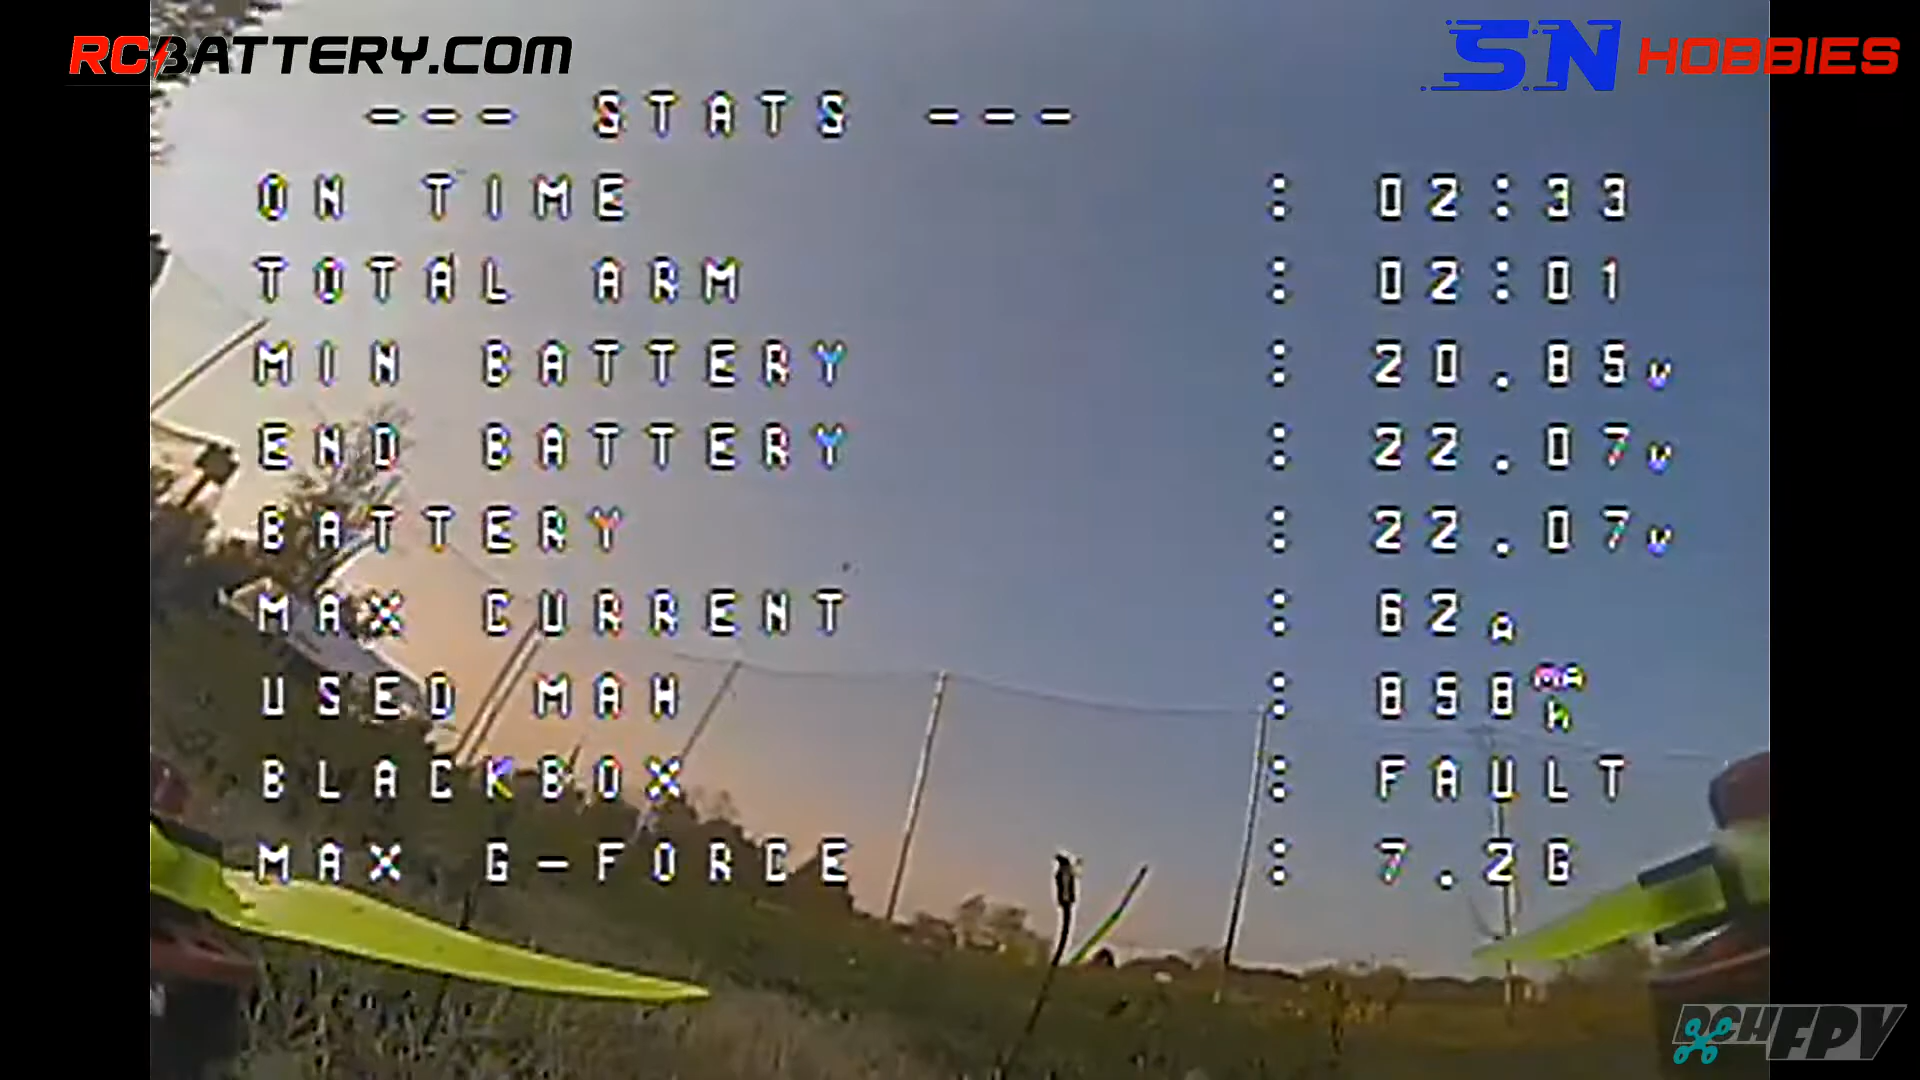 RCBATTERY.COM
SN HOBBIES
--- STATS ---
ON TIME : 02:33
TOTAL ARM : 02:01
MIN BATTERY : 20.85V
END BATTERY : 22.07V
BATTERY : 22.07V
MAX CURRENT : 62A
USED MAH : 858MAh
BLACKBOX : FAULT
MAX G-FORCE : 7.2G
FPV